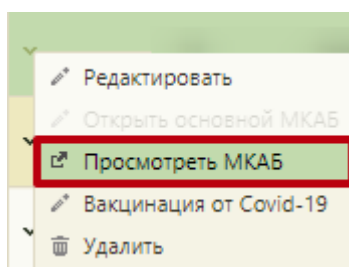 Редактировать
Открыть основной МКАБ
Просмотреть МКАБ
Вакцинация от Covid-19
Удалить